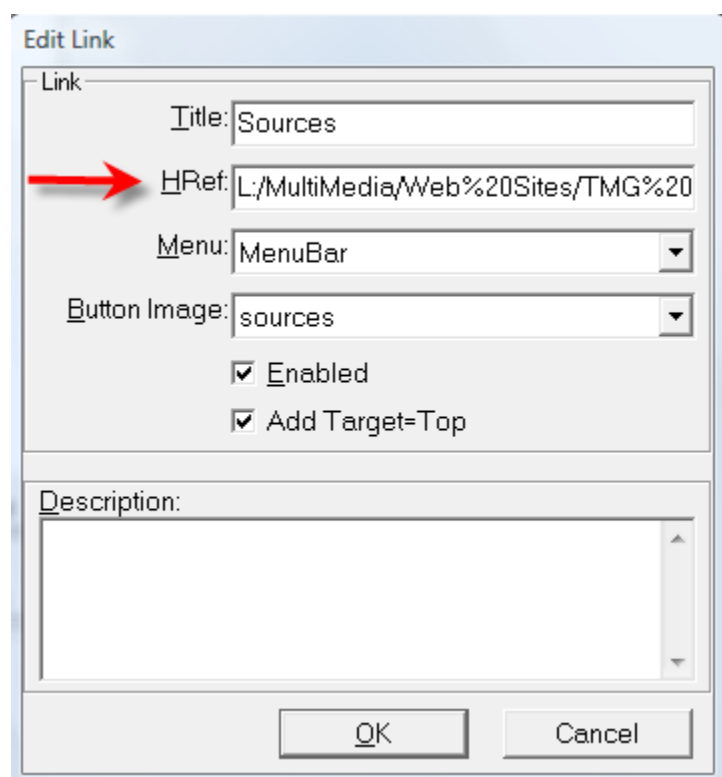 Edit Link
Link
Title: Sources
HRef: L:/MultiMedia/Web%20Sites/TMG%20
Menu: MenuBar
Button Image: sources
Enabled
Add Target=Top
Description:
OK Cancel